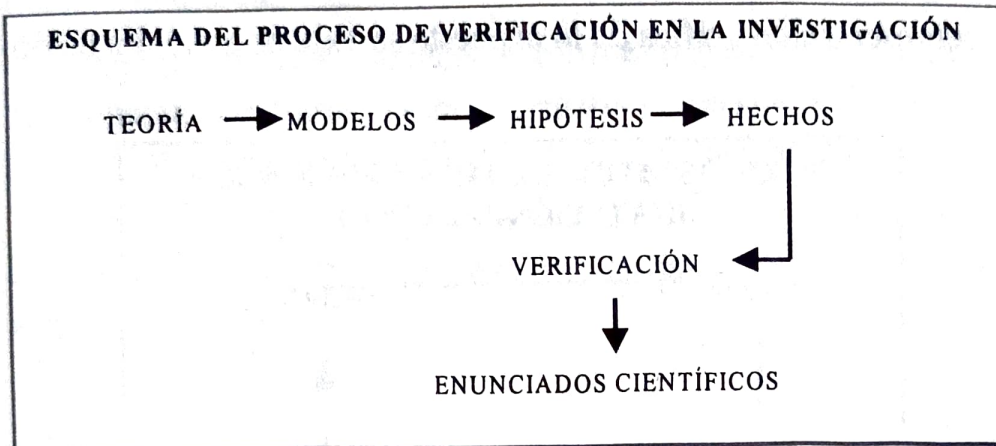 ESQUEMA DEL PROCESO DE VERIFICACIÓN EN LA INVESTIGACIÓN
TEORÍA MODELOS HIPÓTESIS HECHOS
VERIFICACIÓN
ENUNCIADOS CIENTÍFICOS